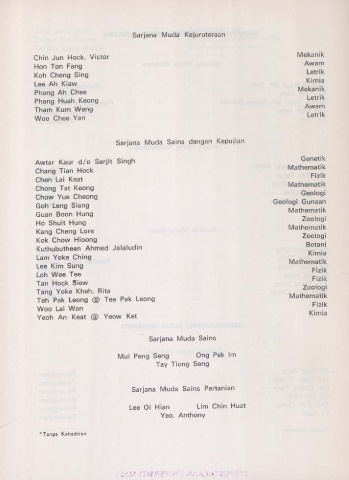 Sarjana Muda Kejuruteraan
Chin Jun Hock, Victor Mekanik
Hon Ton Fang Awam
Koh Cheng Sing Letrik
Lee Ah Kiaw Kimia
Phang Ah Chee Mekanik
Phang Huah Keong Letrik
Tham Kum Weng Awam
Woo Chee Yan Letrik
Sarjana Muda Sains dengan Kepujian
Awtar Kaur d/o Sarjit Singh Genetik
Chang Tian Hock Mathematik
Chen Lai Keat Fizik
Chong Tat Keong Mathematik
Chow Yue Cheong Geologi
Goh Leng Siang Geologi Gunaan
Guan Boon Hung Mathematik
Ho Shuit Hung Zoologi
Kang Cheng Lore Mathematik
Kok Chow Hioong Zoologi
Kuthubutheen Ahmed Jalaludin Botani
Lam Yoke Ching Kimia
Lee Kim Sung Mathematik
Loh Wee Tee Fizik
Tan Hock Siew Fizik
Tang Yoke Kheh, Rita Zoologi
Teh Pak Leong @ Tee Pak Leong Mathematik
Woo Lai Wan Fizik
Yeoh An Keat @ Yeow Ket Kimia
Sarjana Muda Sains
Mui Peng Seng Ong Pek Im
Tay Tiong Seng
Sarjana Muda Sains Pertanian
Lee Oi Hian Lim Chin Huat
Yeo, Anthony
*Tanpa Kehadiran